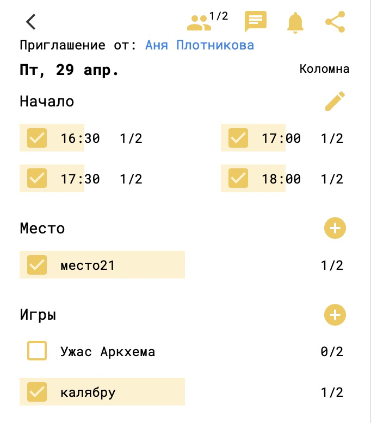 1/2
Приглашение от: Аня Плотникова
Пт, 29 апр. Коломна
Начало
16:30 1/2 17:00 1/2
17:30 1/2 18:00 1/2
Место
место21 1/2
Игры
Ужас Аркхема 0/2
калябру 1/2